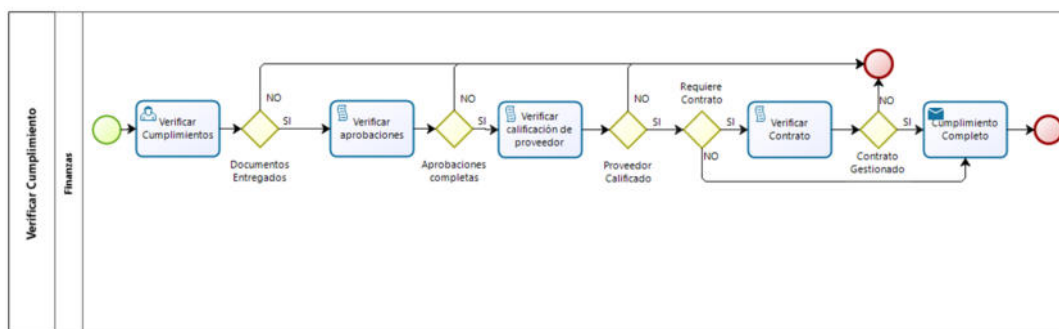 Verificar Cumplimiento
Finanzas
Verificar
Cumplimientos
NO
SI
Documentos
Entregados
Verificar
aprobaciones
NO
SI
Aprobaciones
completas
Verificar
calificación de
proveedor
NO
SI
Proveedor
Calificado
Requiere
Contrato
SI
NO
Verificar
Contrato
NO
SI
Contrato
Gestionado
Cumplimiento
Completo